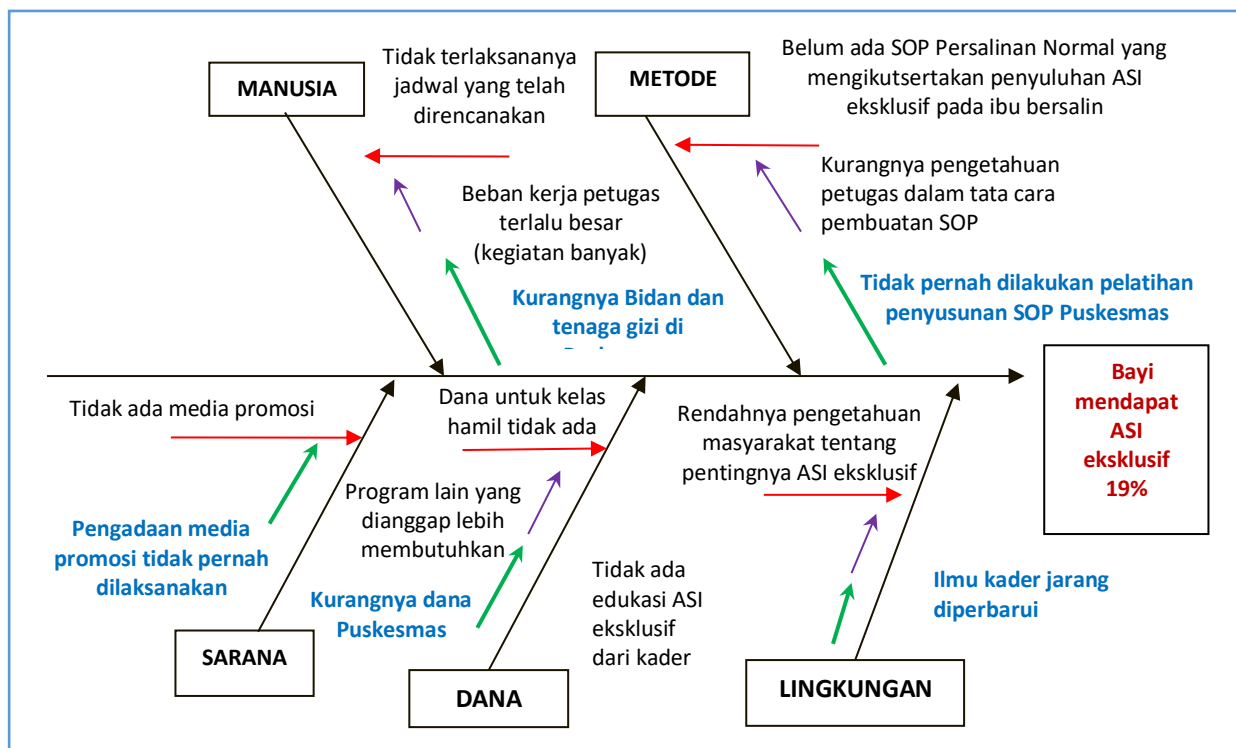 MANUSIA
Tidak terlaksananya
jadwal yang telah
direncanakan
Beban kerja petugas
terlalu besar
(kegiatan banyak)
Kurangnya Bidan dan
tenaga gizi di
METODE
Belum ada SOP Persalinan Normal yang
mengikutsertakan penyuluhan ASI
eksklusif pada ibu bersalin
Kurangnya pengetahuan
petugas dalam tata cara
pembuatan SOP
Tidak pernah dilakukan pelatihan
penyusunan SOP Puskesmas
Bayi
mendapat
ASI
eksklusif
19%
Tidak ada media promosi
Pengadaan media
promosi tidak pernah
dilaksanakan
SARANA
Dana untuk kelas
hamil tidak ada
Program lain yang
dianggap lebih
membutuhkan
Kurangnya dana
Puskesmas
DANA
Rendahnya pengetahuan
masyarakat tentang
pentingnya ASI eksklusif
Tidak ada
edukasi ASI
eksklusif
dari kader
Ilmu kader jarang
diperbarui
LINGKUNGAN